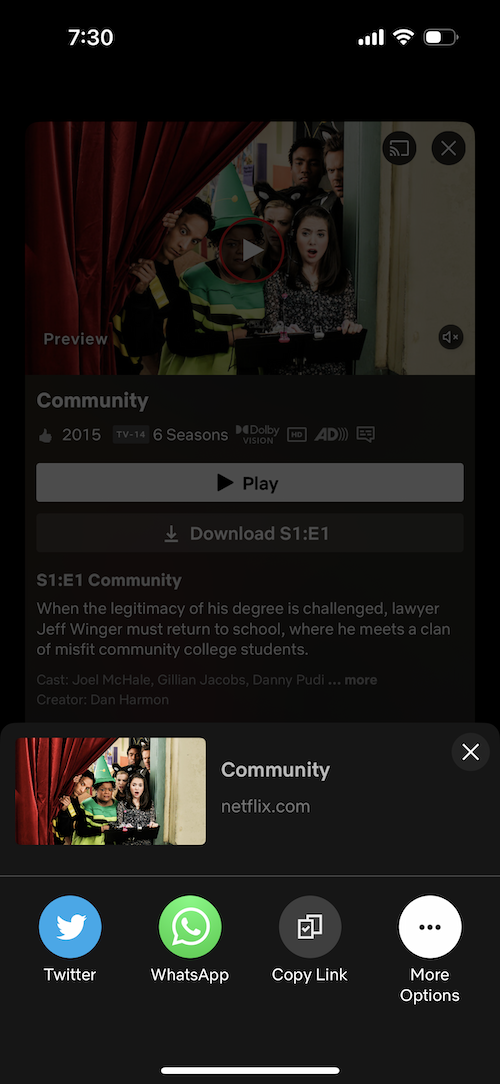 7:30
Preview
Community
2015 TV-14 6 Seasons Dolby VISION HD AD
Play
Download S1:E1
S1:E1 Community
When the legitimacy of his degree is challenged, lawyer
Jeff Winger must return to school, where he meets a clan
of misfit community college students.
Cast: Joel McHale, Gillian Jacobs, Danny Pudi ... more
Creator: Dan Harmon
Community
netflix.com
Twitter
WhatsApp
Copy Link
More
Options